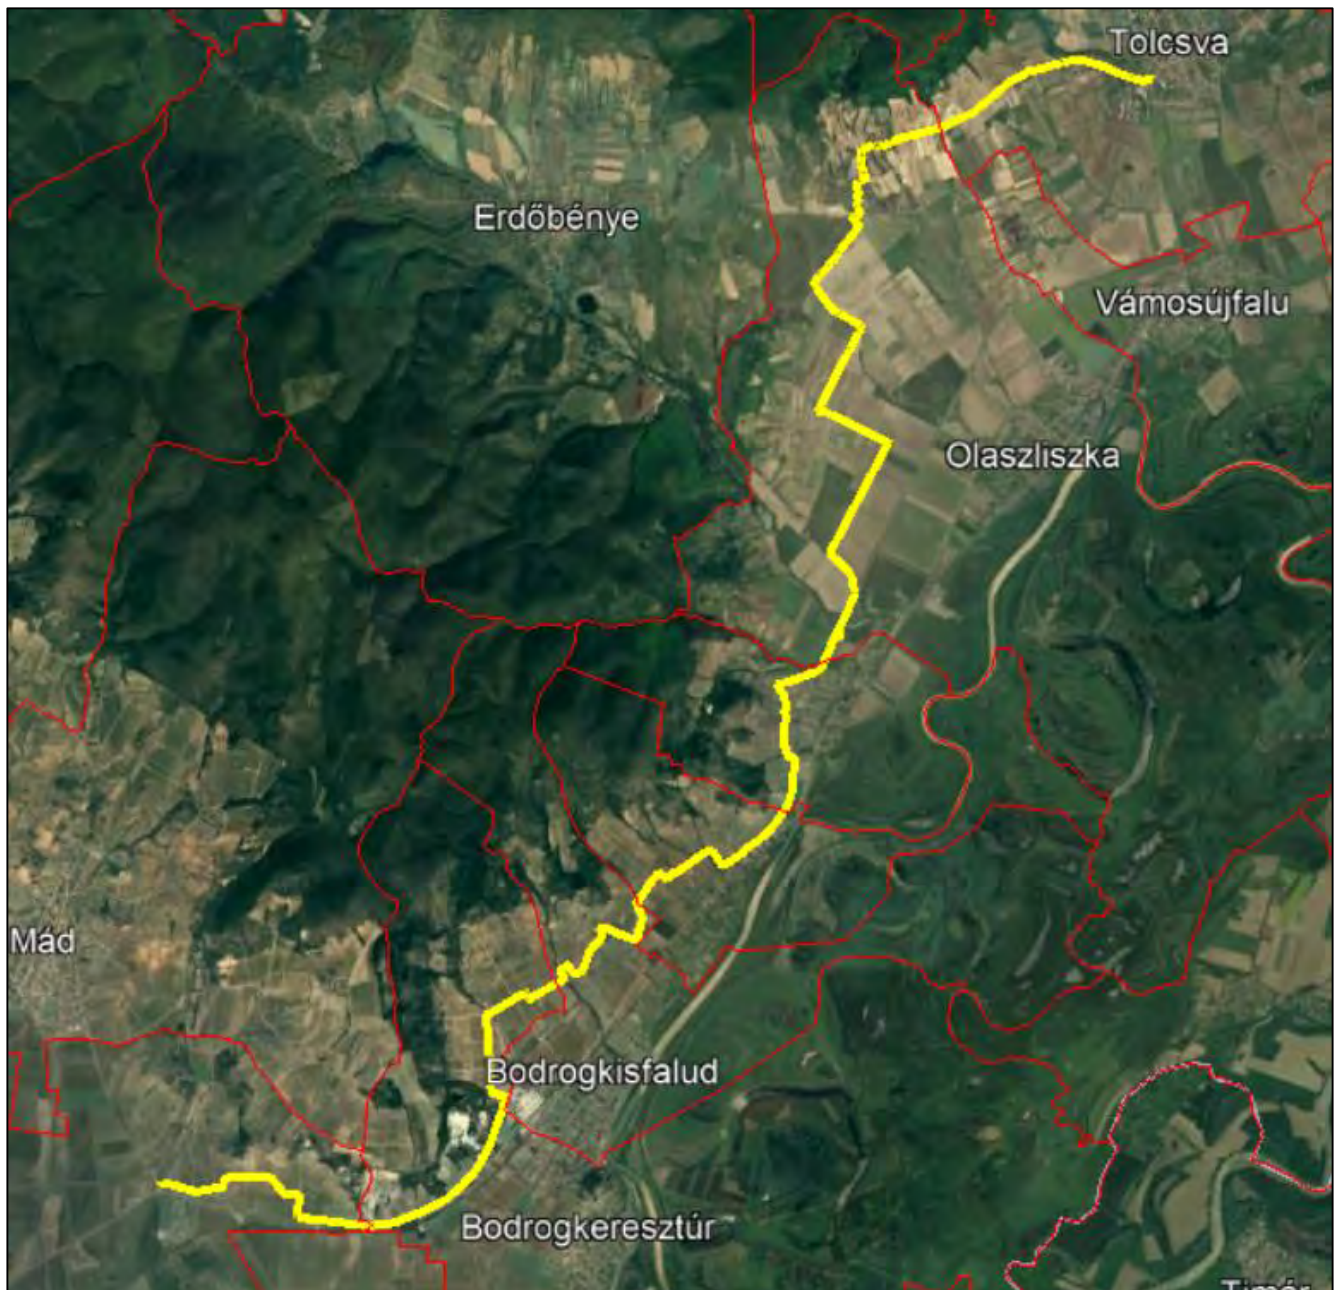 Tolcsva
Erdőbénye
Vámosújfalu
Olaszliszka
Mád
Bodrogkisfalud
Bodrogkeresztúr